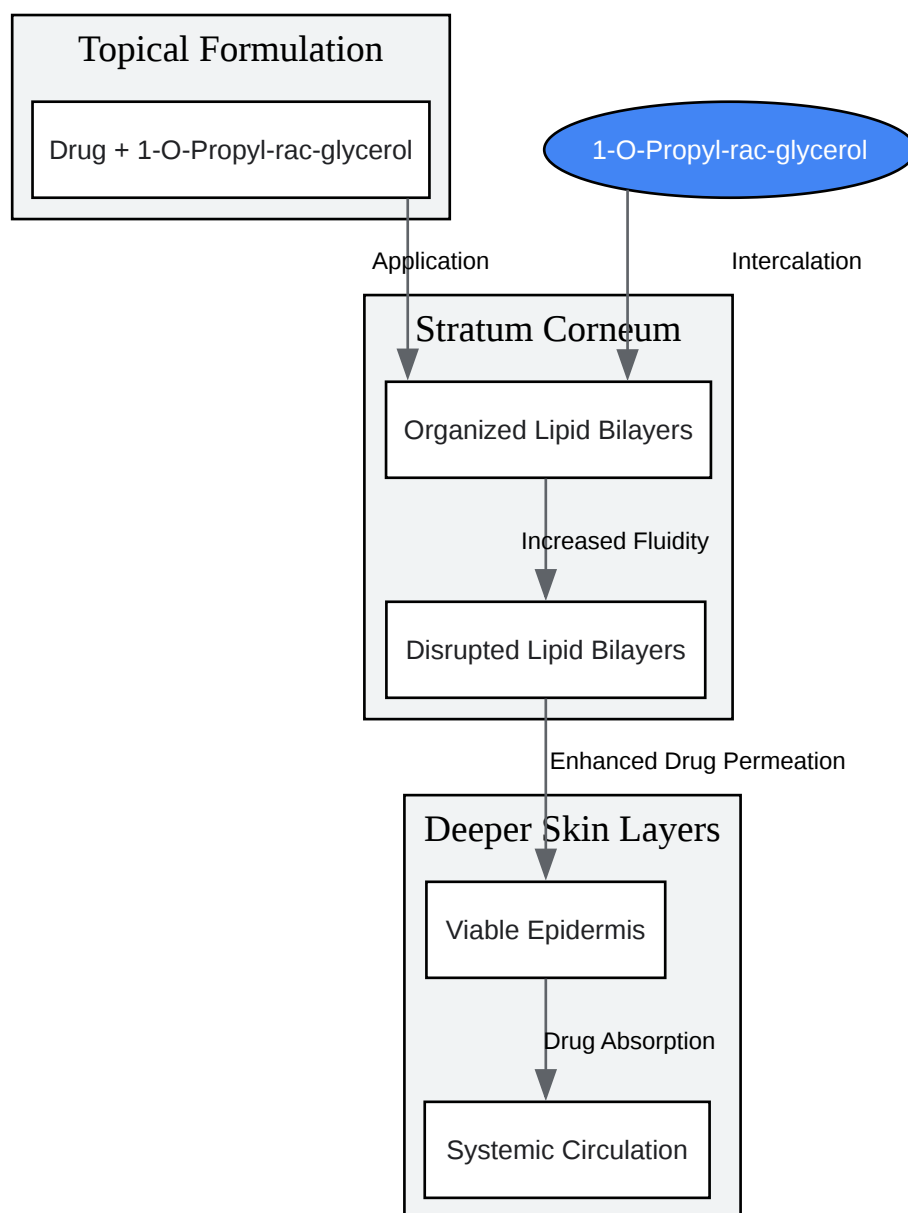 Topical Formulation
Drug + 1-O-Propyl-rac-glycerol
1-O-Propyl-rac-glycerol
Application
Intercalation
Stratum Corneum
Organized Lipid Bilayers
Increased Fluidity
Disrupted Lipid Bilayers
Enhanced Drug Permeation
Deeper Skin Layers
Viable Epidermis
Drug Absorption
Systemic Circulation